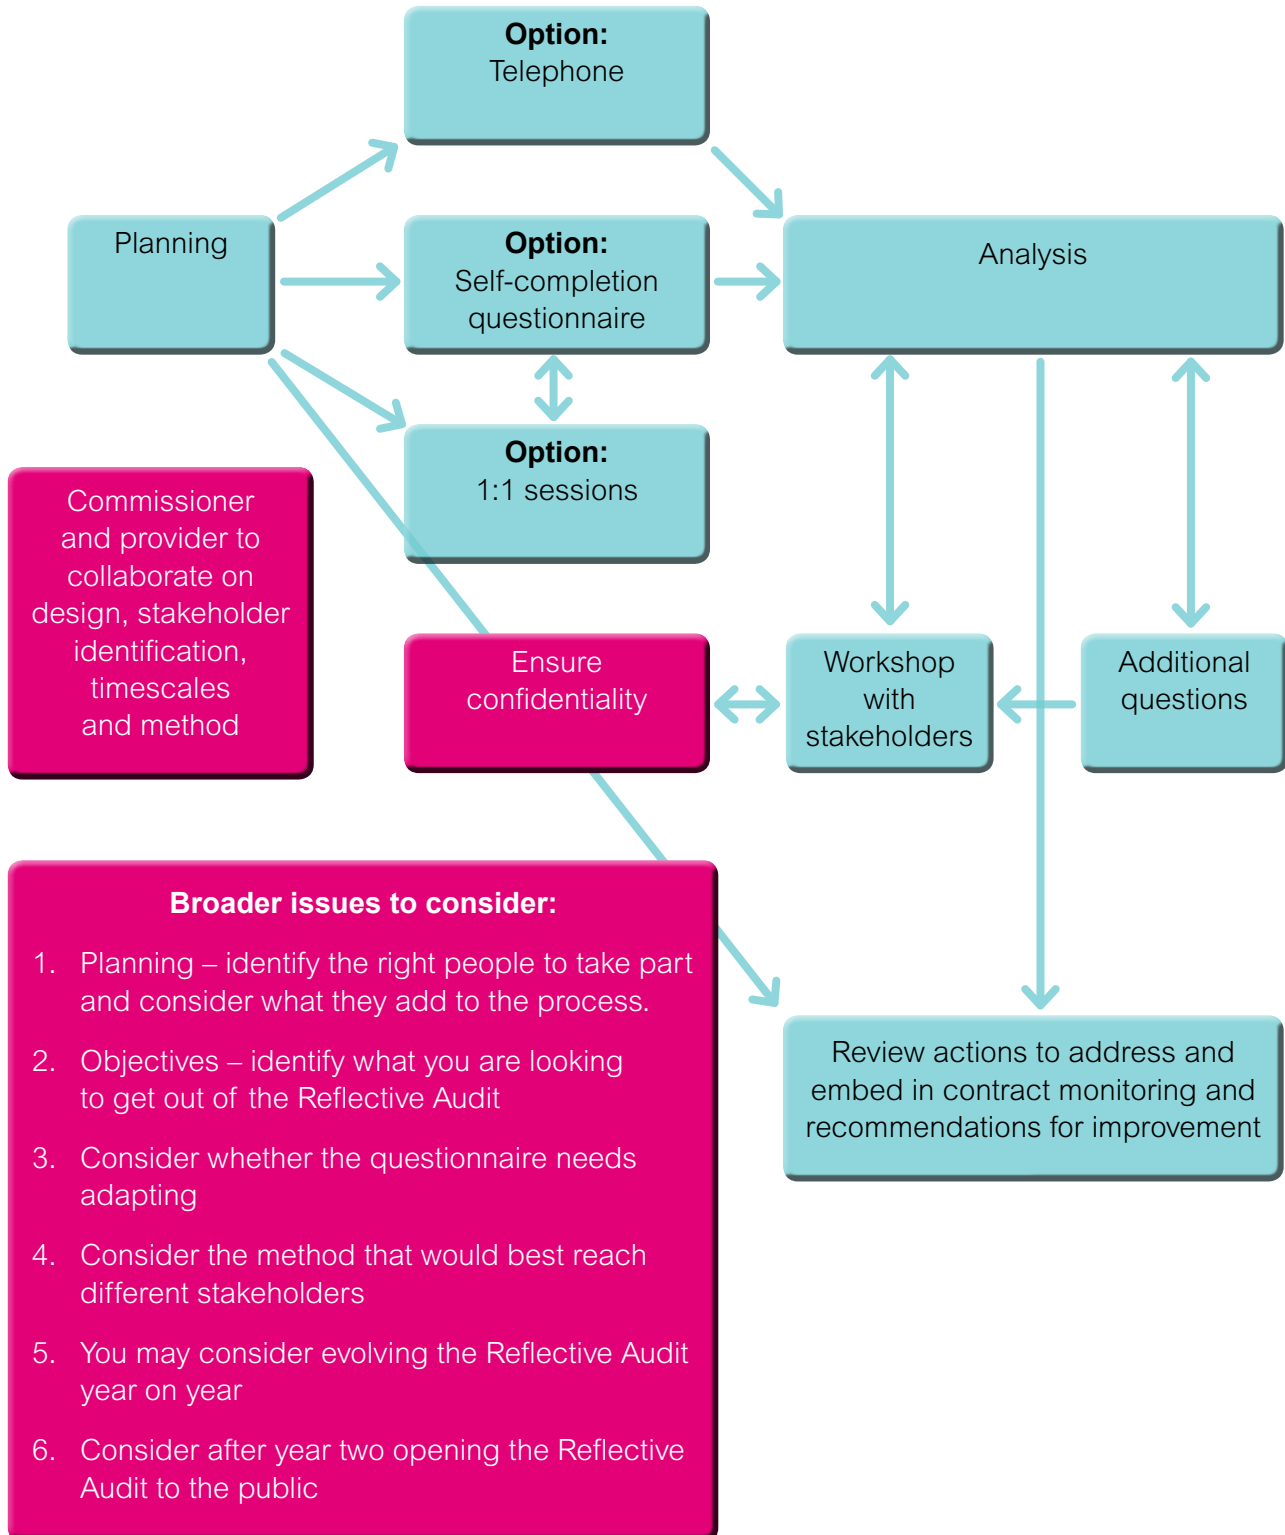 Option:
Telephone
Planning
Option:
Self-completion
questionnaire
Analysis
Option:
1:1 sessions
Commissioner
and provider to
collaborate on
design, stakeholder
identification,
timescales
and method
Ensure
confidentiality
Workshop
with
stakeholders
Additional
questions
Broader issues to consider:
1. Planning – identify the right people to take part
and consider what they add to the process.
2. Objectives – identify what you are looking
to get out of the Reflective Audit
3. Consider whether the questionnaire needs
adapting
4. Consider the method that would best reach
different stakeholders
5. You may consider evolving the Reflective Audit
year on year
6. Consider after year two opening the Reflective
Audit to the public
Review actions to address and
embed in contract monitoring and
recommendations for improvement